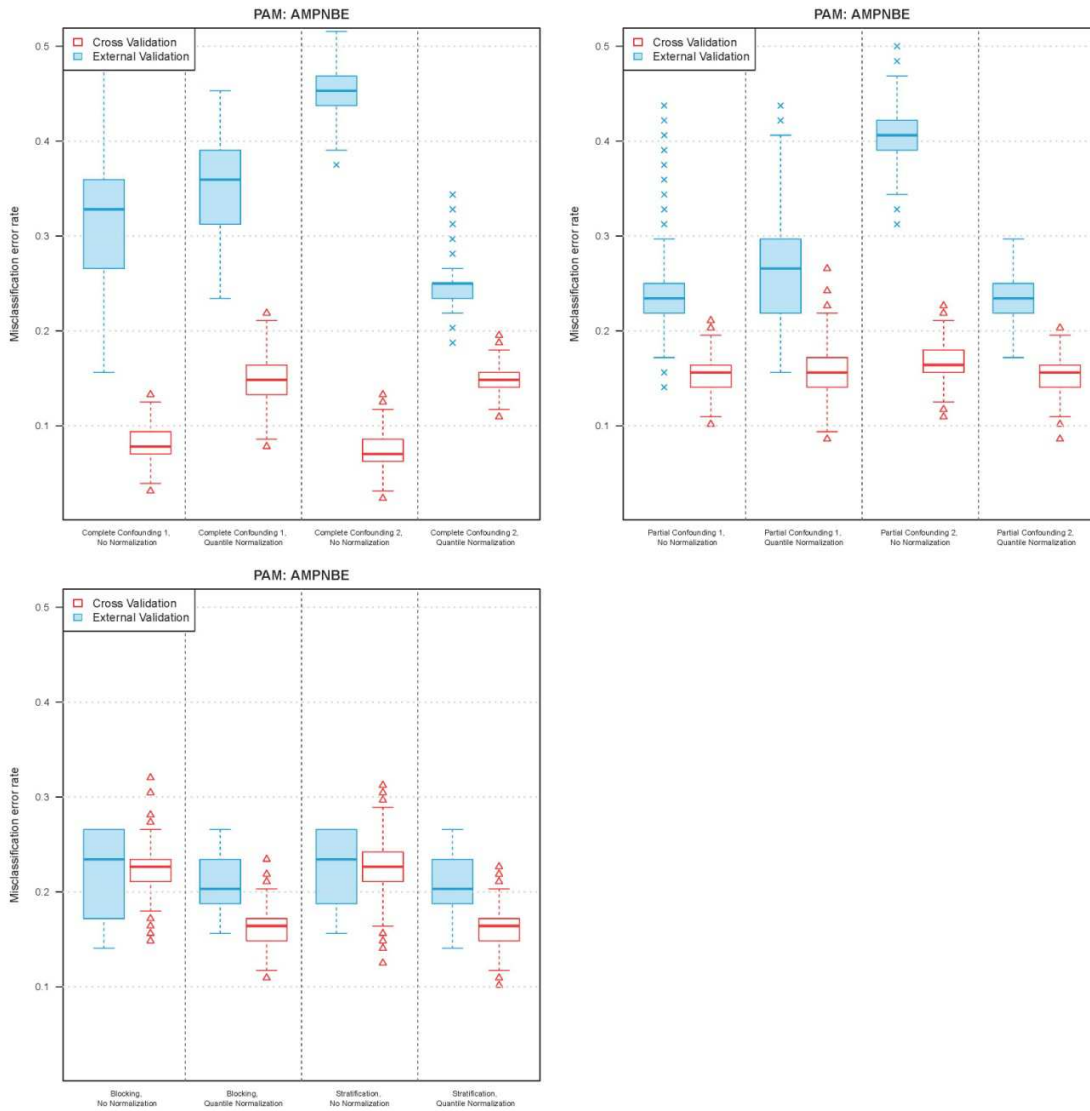 PAM: AMPNBE
Cross Validation
External Validation
0.5
0.4
0.3
0.2
0.1
Misclassification error rate
Complete Confounding 1,
No Normalization
Complete Confounding 1,
Quantile Normalization
Complete Confounding 2,
No Normalization
Complete Confounding 2,
Quantile Normalization
PAM: AMPNBE
Cross Validation
External Validation
0.5
0.4
0.3
0.2
0.1
Misclassification error rate
Partial Confounding 1,
No Normalization
Partial Confounding 1,
Quantile Normalization
Partial Confounding 2,
No Normalization
Partial Confounding 2,
Quantile Normalization
PAM: AMPNBE
Cross Validation
External Validation
0.5
0.4
0.3
0.2
0.1
Misclassification error rate
Blocking,
No Normalization
Blocking,
Quantile Normalization
Stratification,
No Normalization
Stratification,
Quantile Normalization